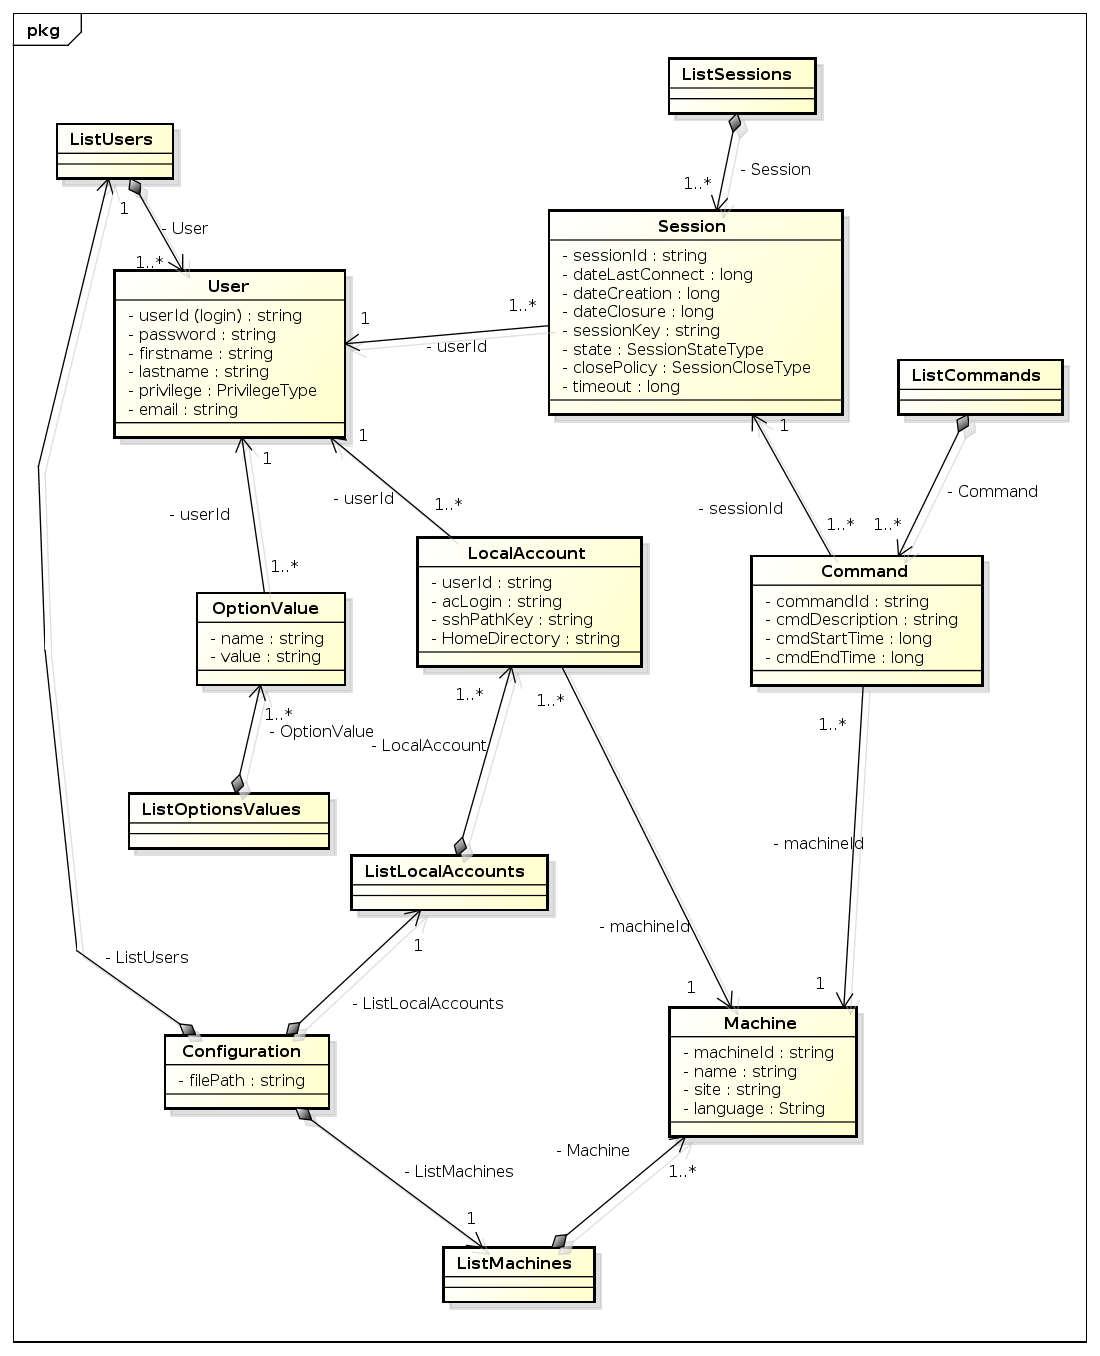 pkg
ListSessions
- Session
1..*
ListUsers
1
- User
1..*
User
- userId (login) : string
- password : string
- firstname : string
- lastname : string
- privilege : PrivilegeType
- email : string
Session
- sessionId : string
- dateLastConnect : long
- dateCreation : long
- dateClosure : long
- sessionKey : string
- state : SessionStateType
- closePolicy : SessionCloseType
- timeout : long
1..*
1
- userId
ListCommands
- Command
1..*
1
- sessionId
1..*
1
- userId
1..*
1
- userId
1..*
OptionValue
- name : string
- value : string
LocalAccount
- userId : string
- acLogin : string
- sshPathKey : string
- HomeDirectory : string
Command
- commandId : string
- cmdDescription : string
- cmdStartTime : long
- cmdEndTime : long
1..*
- OptionValue
ListOptionsValues
1..*
- LocalAccount
1..*
1..*
- machineId
ListLocalAccounts
1
- ListLocalAccounts
- machineId
1
1
- ListUsers
Configuration
- filePath : string
Machine
- machineId : string
- name : string
- site : string
- language : String
- Machine
1..*
- ListMachines
1
ListMachines